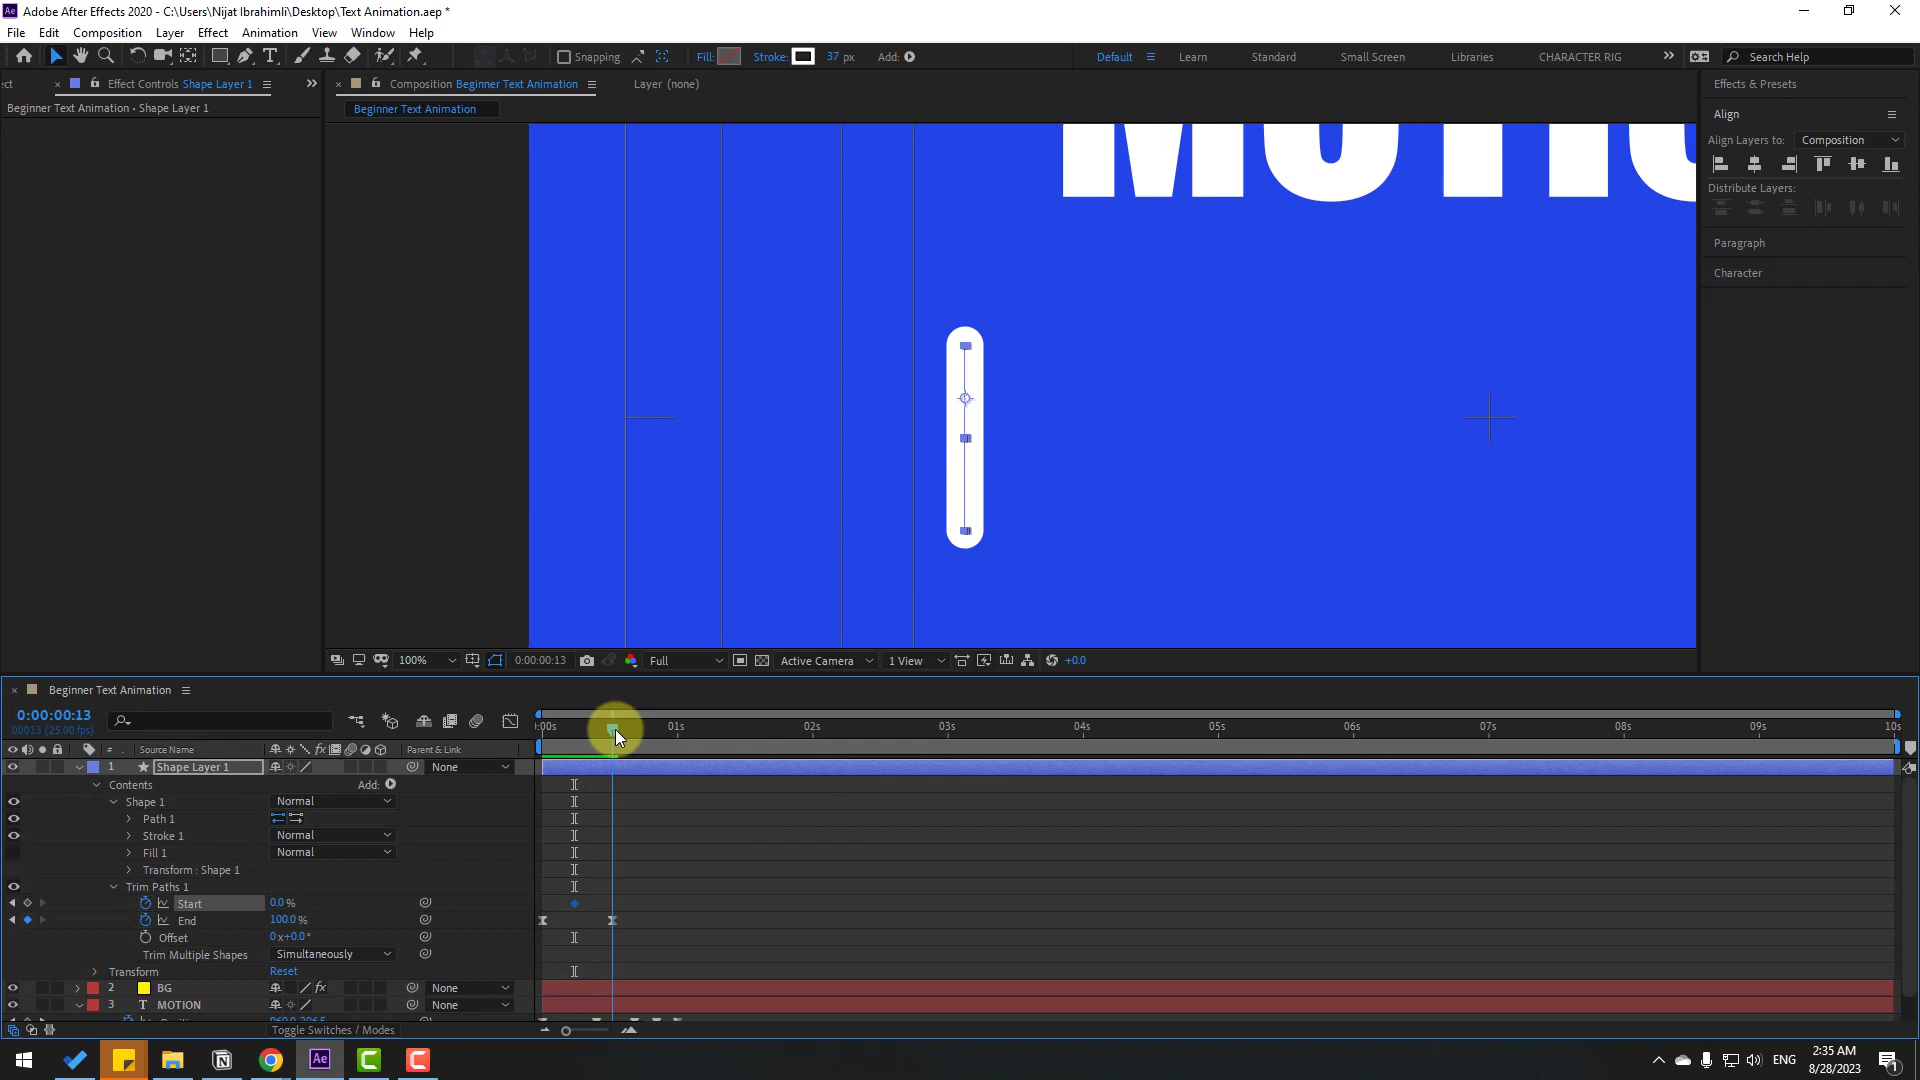 Adobe After Effects 2020 - C:\Users\Nijat Ibrahimli\Desktop\Text Animation.aep *
File Edit Composition Layer Effect Animation View Window Help
Snapping Fill: Stroke: 37 px Add: Default Learn Standard Small Screen Libraries CHARACTER RIG Search Help
Effect Controls Shape Layer 1
Composition Beginner Text Animation
Layer (none)
Effects & Presets
Beginner Text Animation • Shape Layer 1
Beginner Text Animation
Align
Align Layers to: Composition
Distribute Layers:
Paragraph
Character
MOTIO
100% 0:00:00:13 Full Active Camera 1 View +0.0
Beginner Text Animation
0:00:00:13
00013 (25.00 fps)
:00s 01s 02s 03s 04s 05s 06s 07s 08s 09s 10s
# Source Name Parent & Link
1 Shape Layer 1 None
Contents Add:
Shape 1 Normal
Path 1
Stroke 1 Normal
Fill 1 Normal
Transform : Shape 1
Trim Paths 1
Start 0.0 %
End 100.0 %
Offset 0 x+0.0 °
Trim Multiple Shapes Simultaneously
Transform Reset
2 BG None
3 T MOTION None
Toggle Switches / Modes
ENG
2:35 AM
8/28/2023